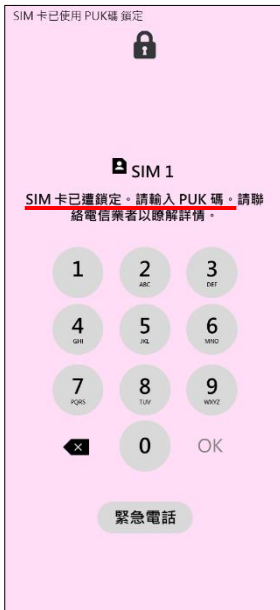 SIM 卡已使用 PUK碼 鎖定
SIM 1
SIM 卡已遭鎖定。請輸入 PUK 碼。請聯
絡電信業者以瞭解詳情。
1 2 3
ABC DEF
4 5 6
GHI JKL MNO
7 8 9
PQRS TUV WXYZ
0 OK
緊急電話